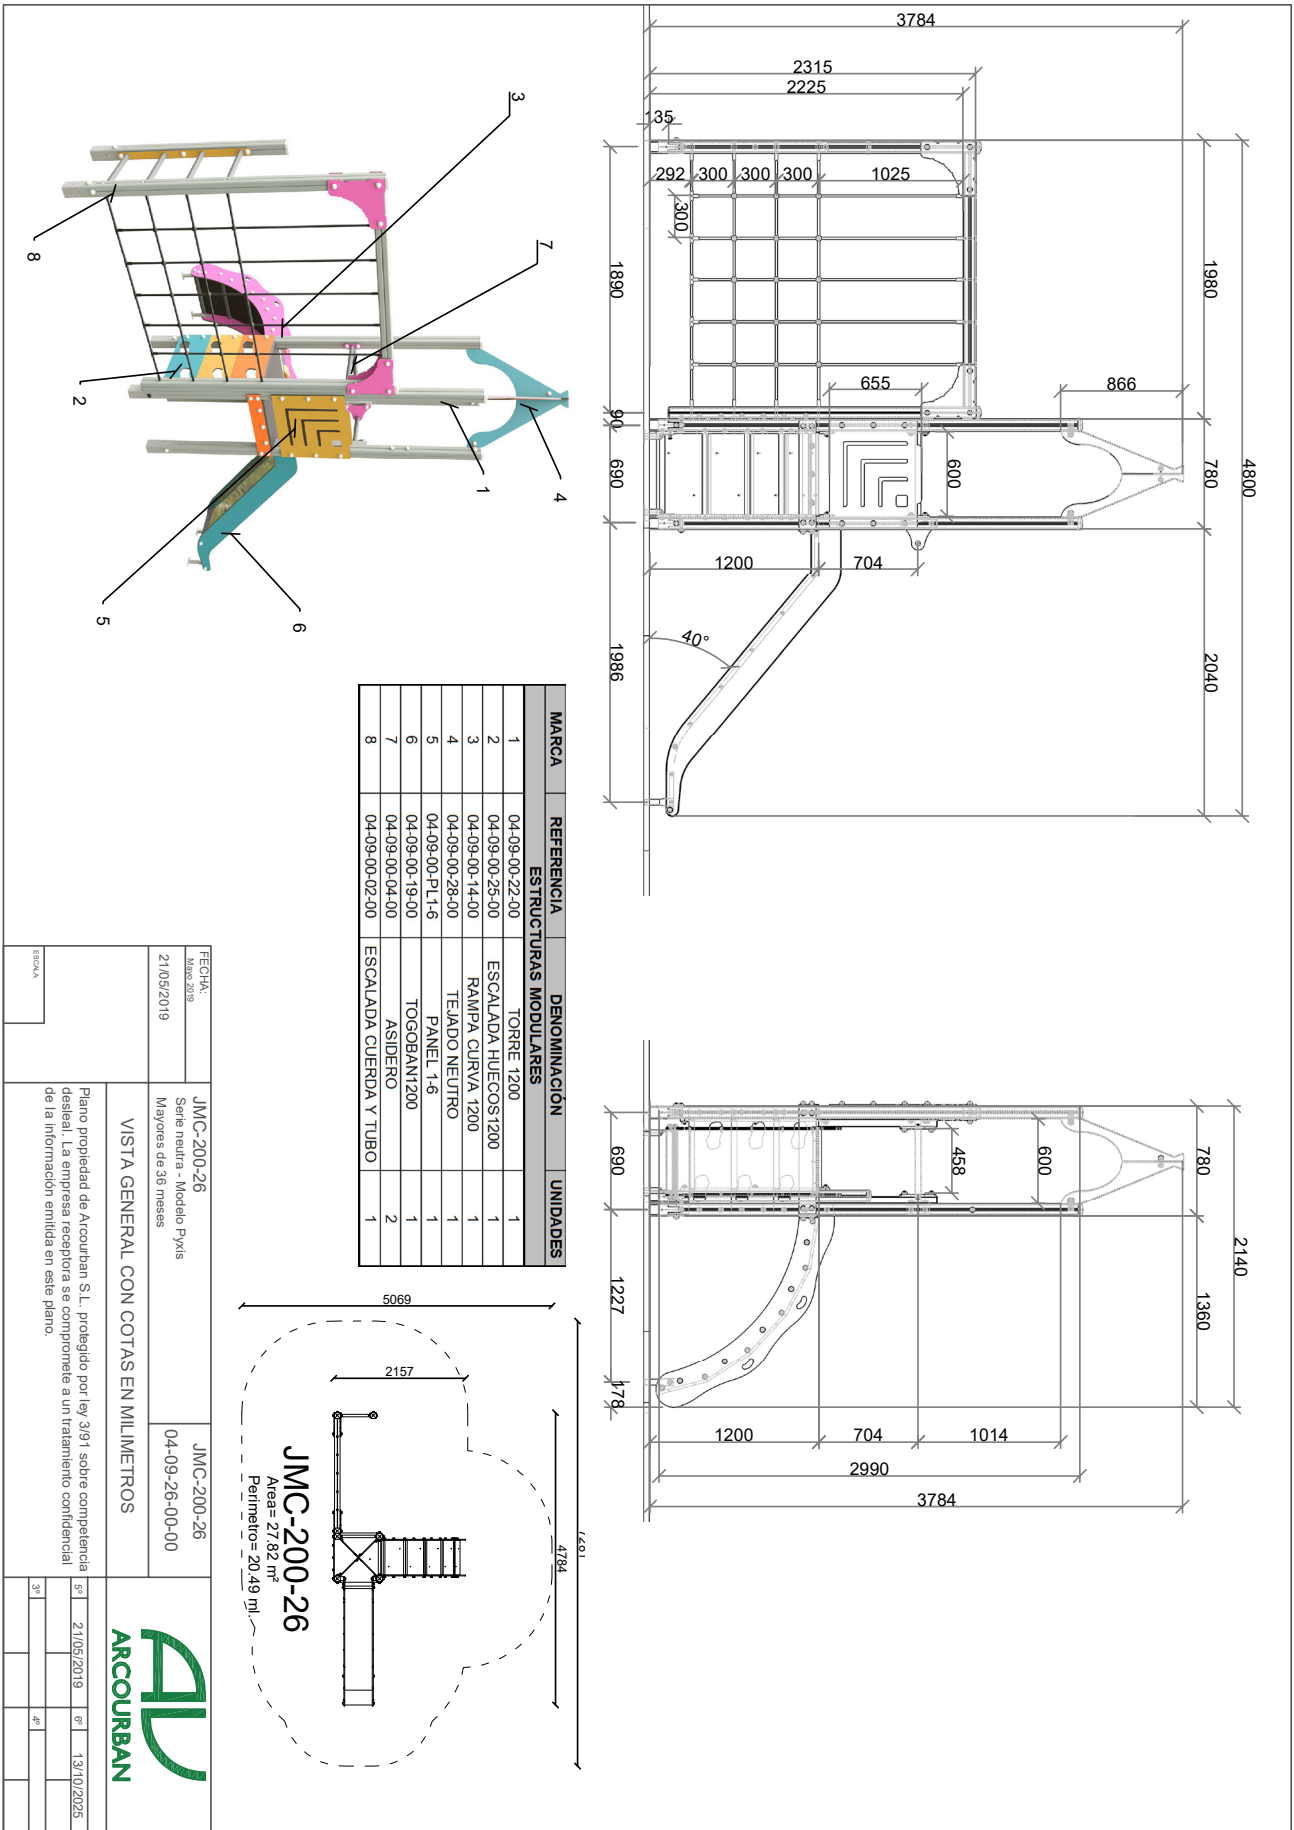 3784
2315
2225
135
292
300
300
300
1025
300
1890
1980
4800
655
866
90
690
600
780
1200
704
40°
1986
2040
3
7
8
2
1
4
5
6
MARCA REFERENCIA DENOMINACIÓN UNIDADES
ESTRUCTURAS MODULARES
1 04-09-00-22-00 TORRE 1200 1
2 04-09-00-25-00 ESCALADA HUECOS1200 1
3 04-09-00-14-00 RAMPA CURVA 1200 1
4 04-09-00-28-00 TEJADO NEUTRO 1
5 04-09-00-PL1-6 PANEL 1-6 1
6 04-09-00-19-00 TOGOBAN1200 1
7 04-09-00-04-00 ASIDERO 2
8 04-09-00-02-00 ESCALADA CUERDA Y TUBO 1
690
458
600
780
2140
1227
1360
178
1200
704
1014
2990
3784
5069
2157
4784
JMC-200-26
Area= 27.82 m²
Perimetro= 20.49 ml.
FECHA:
Mayo 2019
21/05/2019
ESCALA:
JMC-200-26
Serie neutra - Modelo Pyxis
Mayores de 36 meses
JMC-200-26
04-09-26-00-00
VISTA GENERAL CON COTAS EN MILIMETROS
Plano propiedad de Arcourban S.L. protegido por ley 3/91 sobre competencia
desleal. La empresa receptora se compromete a un tratamiento confidencial
de la información emitida en este plano.
ARCOURBAN
5º 21/05/2019 6º 13/10/2025
3º 4º